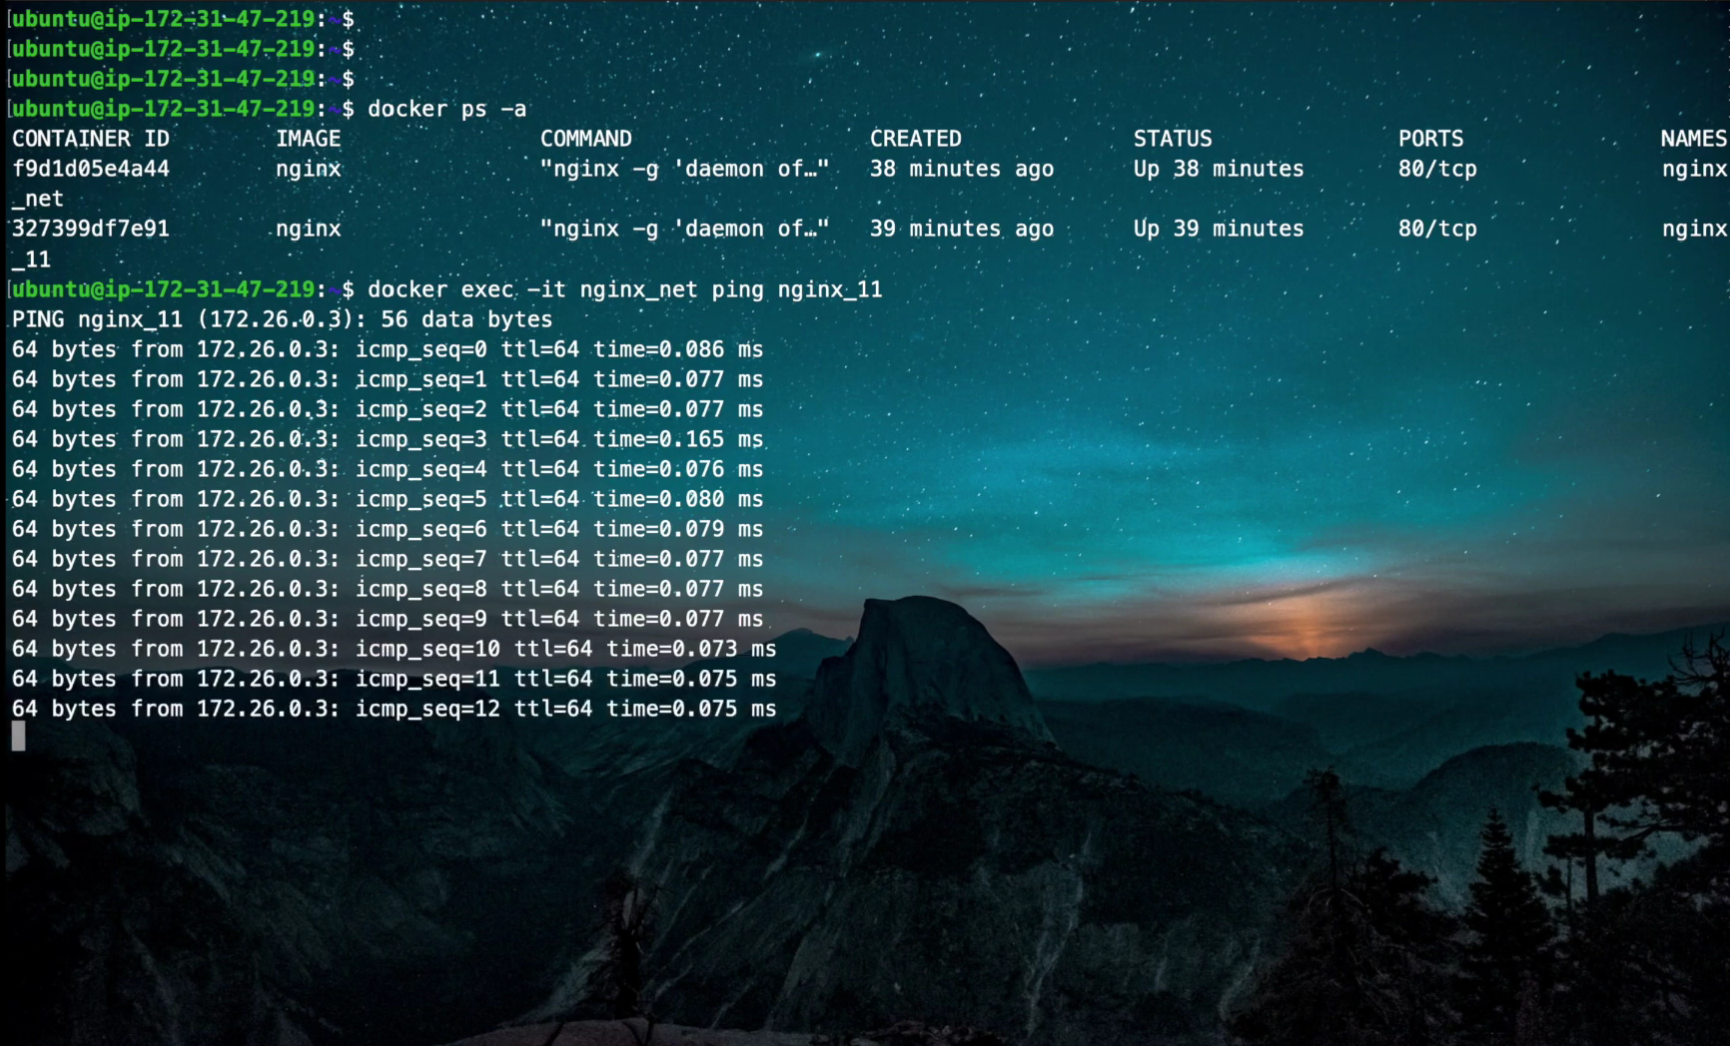 [ubuntu@ip-172-31-47-219:~$
[ubuntu@ip-172-31-47-219:~$
[ubuntu@ip-172-31-47-219:~$
[ubuntu@ip-172-31-47-219:~$ docker ps -a
CONTAINER ID        IMAGE               COMMAND                  CREATED             STATUS              PORTS               NAMES
f9d1d05e4a44        nginx               "nginx -g 'daemon of…"   38 minutes ago      Up 38 minutes       80/tcp              nginx
_net
327399df7e91        nginx               "nginx -g 'daemon of…"   39 minutes ago      Up 39 minutes       80/tcp              nginx
_11
[ubuntu@ip-172-31-47-219:~$ docker exec -it nginx_net ping nginx_11
PING nginx_11 (172.26.0.3): 56 data bytes
64 bytes from 172.26.0.3: icmp_seq=0 ttl=64 time=0.086 ms
64 bytes from 172.26.0.3: icmp_seq=1 ttl=64 time=0.077 ms
64 bytes from 172.26.0.3: icmp_seq=2 ttl=64 time=0.077 ms
64 bytes from 172.26.0.3: icmp_seq=3 ttl=64 time=0.165 ms
64 bytes from 172.26.0.3: icmp_seq=4 ttl=64 time=0.076 ms
64 bytes from 172.26.0.3: icmp_seq=5 ttl=64 time=0.080 ms
64 bytes from 172.26.0.3: icmp_seq=6 ttl=64 time=0.079 ms
64 bytes from 172.26.0.3: icmp_seq=7 ttl=64 time=0.077 ms
64 bytes from 172.26.0.3: icmp_seq=8 ttl=64 time=0.077 ms
64 bytes from 172.26.0.3: icmp_seq=9 ttl=64 time=0.077 ms
64 bytes from 172.26.0.3: icmp_seq=10 ttl=64 time=0.073 ms
64 bytes from 172.26.0.3: icmp_seq=11 ttl=64 time=0.075 ms
64 bytes from 172.26.0.3: icmp_seq=12 ttl=64 time=0.075 ms